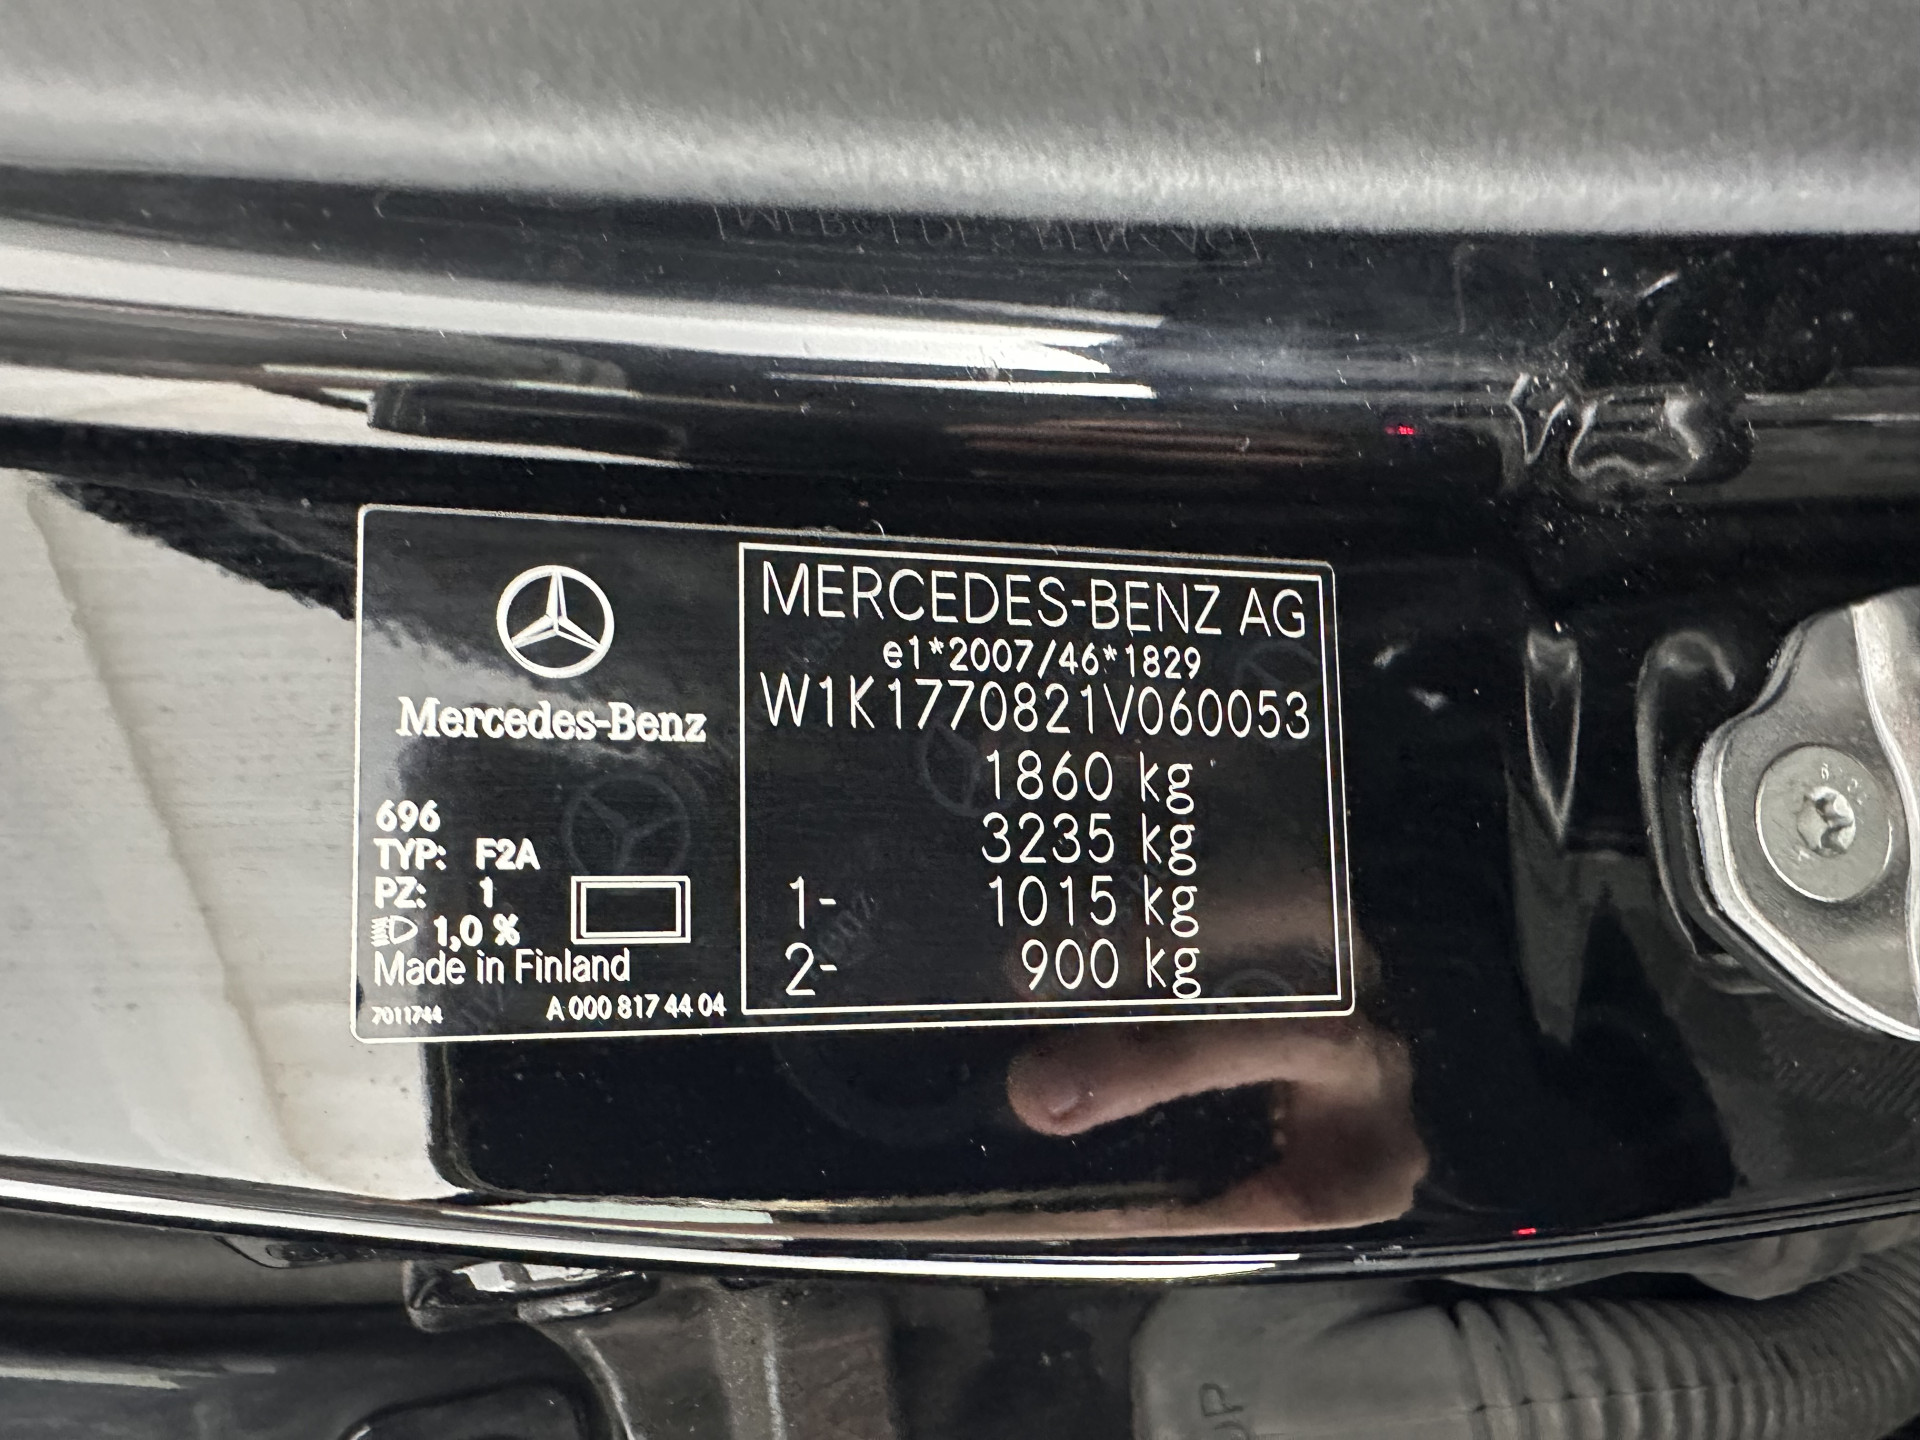 Mercedes-Benz
696
TYP: F2A
PZ: 1
1,0 %
Made in Finland
7011744
A 000 817 44 04
MERCEDES-BENZ AG
e1*2007/46*1829
W1K1770821V060053
1860 kg
3235 kg
1- 1015 kg
2- 900 kg